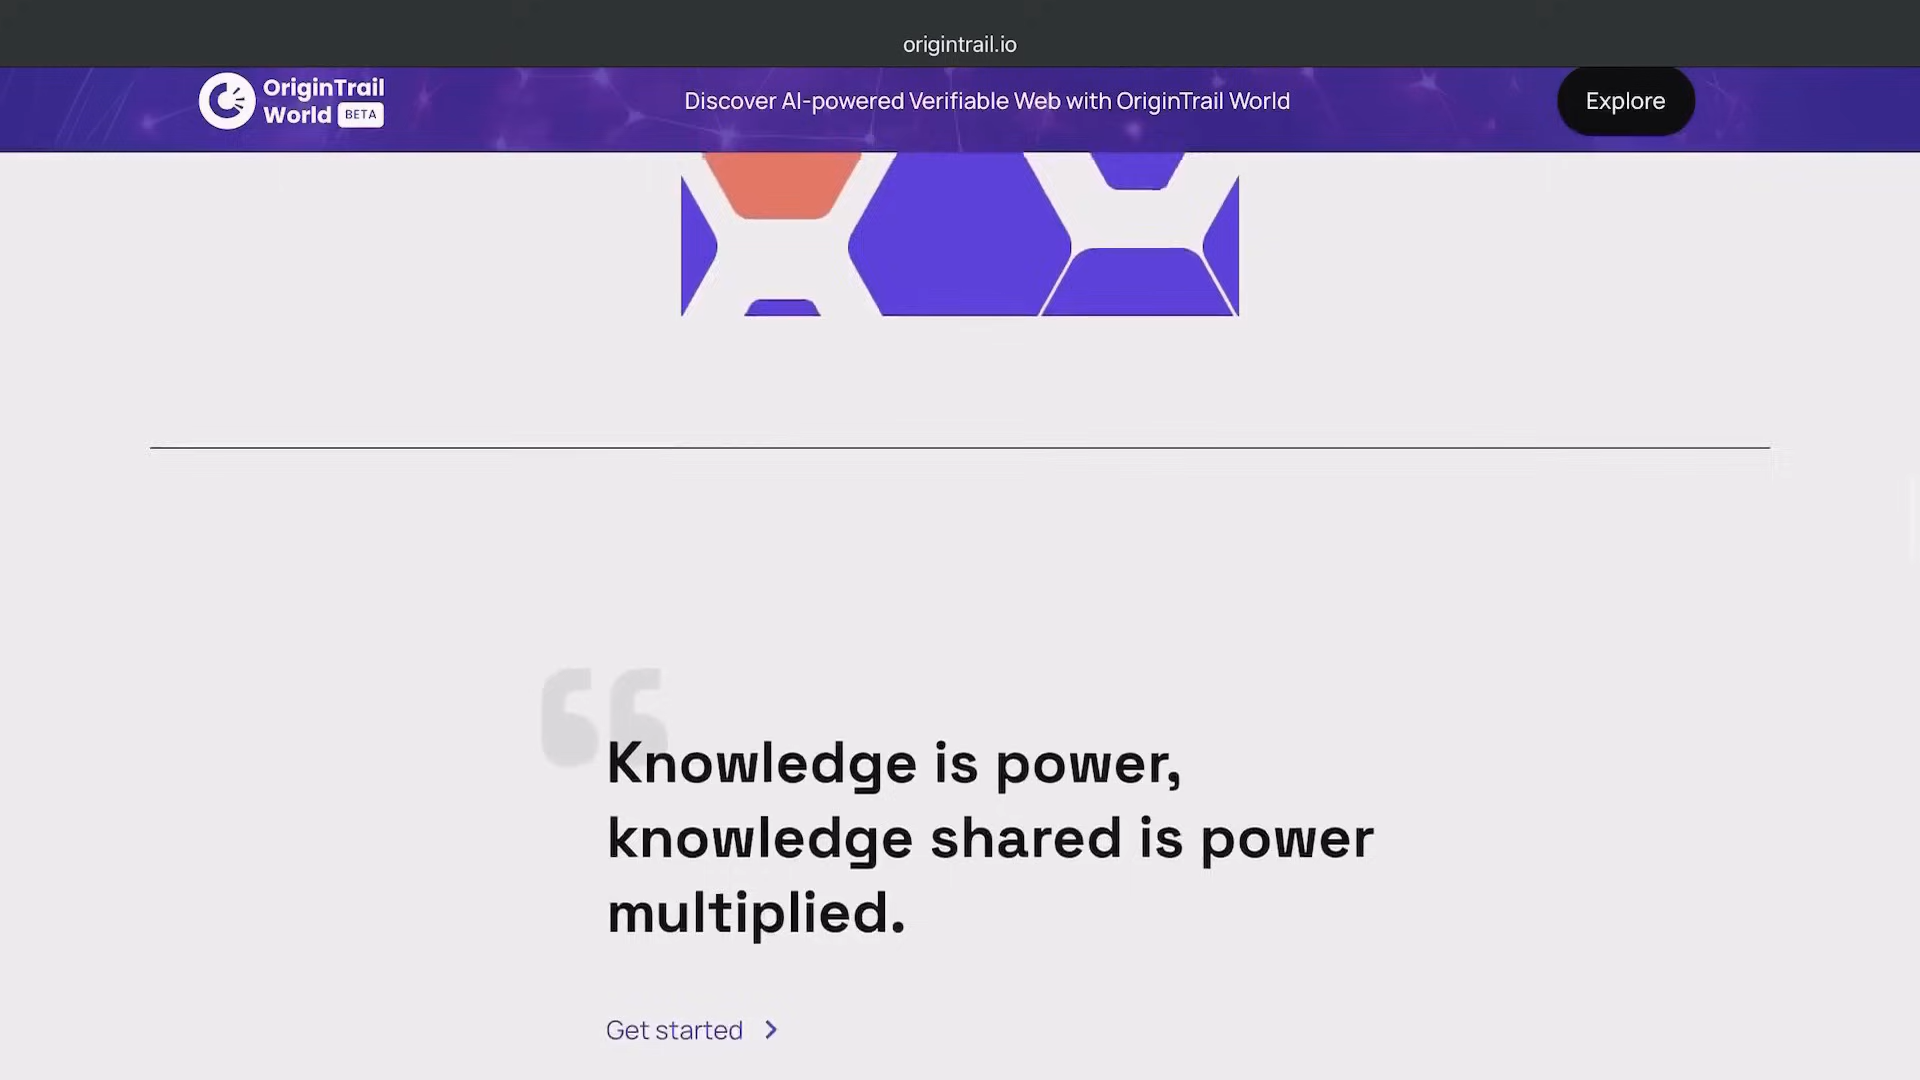 origintrail.io
OriginTrail
World BETA
Discover AI-powered Verifiable Web with OriginTrail World
Explore
Knowledge is power,
knowledge shared is power
multiplied.
Get started